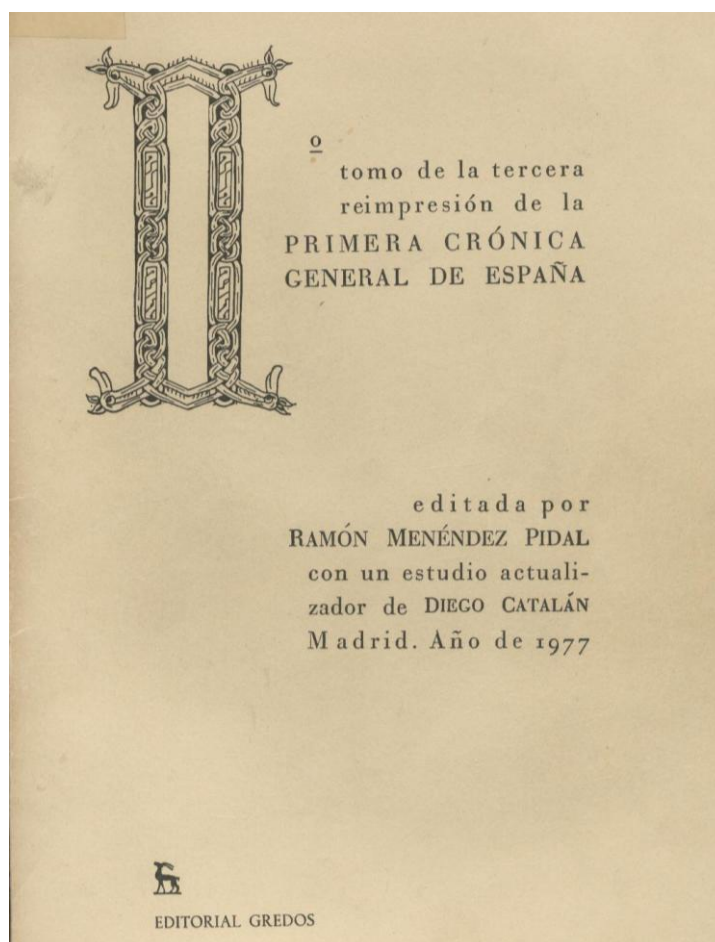 IIº
tomo de la tercera
reimpresión de la
PRIMERA CRÓNICA
GENERAL DE ESPAÑA
editada por
RAMÓN MENÉNDEZ PIDAL
con un estudio actuali-
zador de DIEGO CATALÁN
Madrid. Año de 1977
EDITORIAL GREDOS